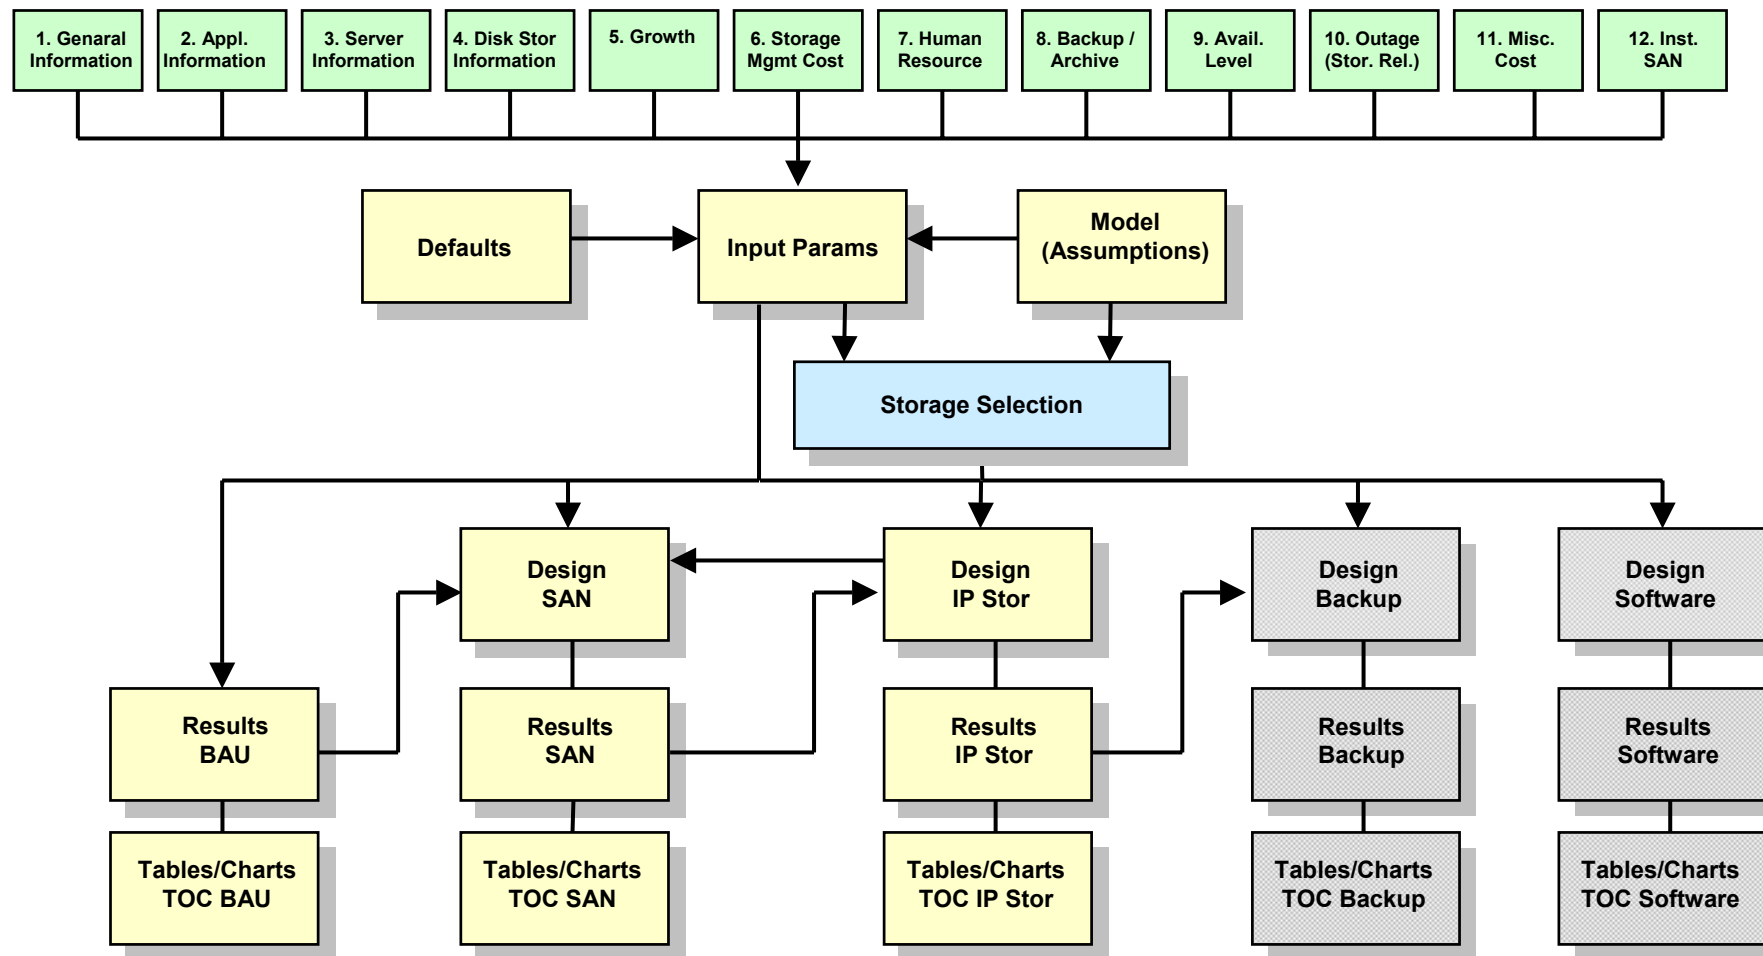 1. Genaral
Information
2. Appl.
Information
3. Server
Information
4. Disk Stor
Information
5. Growth
6. Storage
Mgmt Cost
7. Human
Resource
8. Backup /
Archive
9. Avail.
Level
10. Outage
(Stor. Rel.)
11. Misc.
Cost
12. Inst.
SAN
Defaults
Input Params
Model
(Assumptions)
Storage Selection
Design
SAN
Design
IP Stor
Design
Backup
Design
Software
Results
BAU
Results
SAN
Results
IP Stor
Results
Backup
Results
Software
Tables/Charts
TOC BAU
Tables/Charts
TOC SAN
Tables/Charts
TOC IP Stor
Tables/Charts
TOC Backup
Tables/Charts
TOC Software